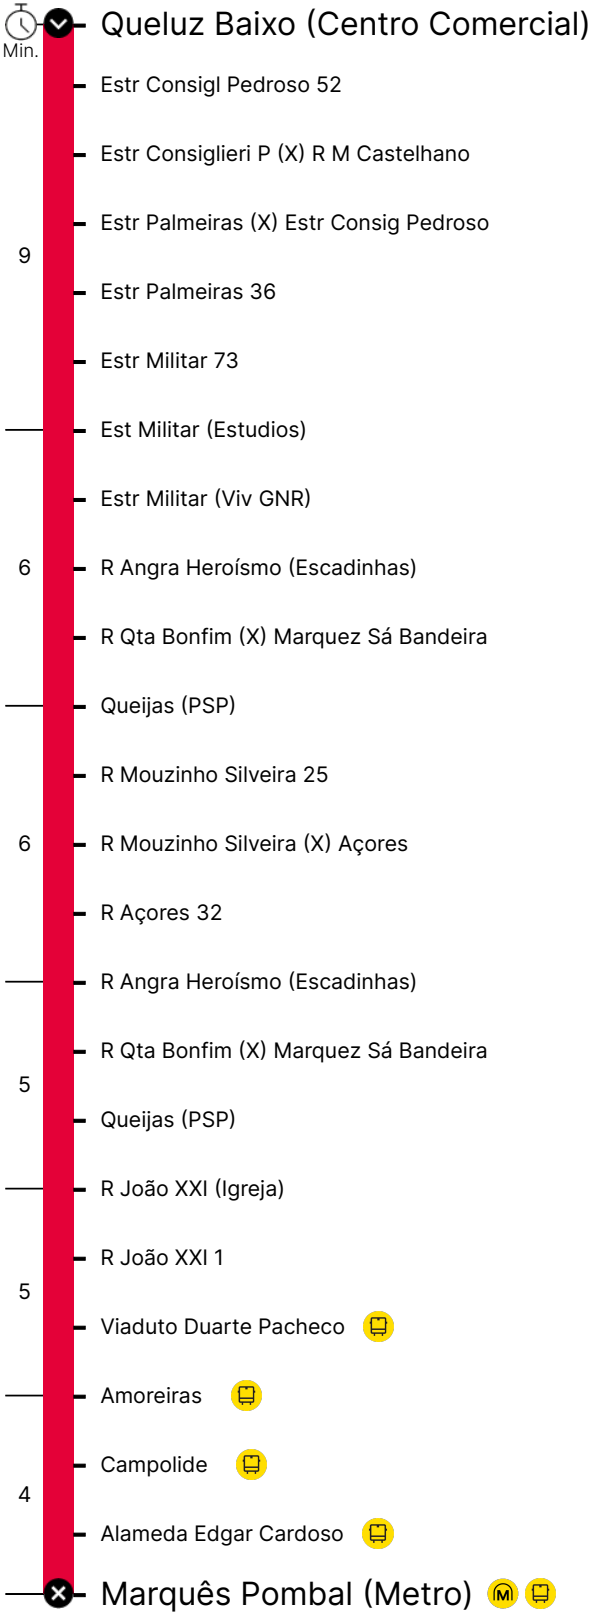 Queluz Baixo (Centro Comercial)
Min.
Estr Consigl Pedroso 52
Estr Consiglieri P (X) R M Castelhano
Estr Palmeiras (X) Estr Consig Pedroso
9
Estr Palmeiras 36
Estr Militar 73
Est Militar (Estudios)
Estr Militar (Viv GNR)
6 R Angra Heroísmo (Escadinhas)
R Qta Bonfim (X) Marquez Sá Bandeira
Queijas (PSP)
R Mouzinho Silveira 25
6 R Mouzinho Silveira (X) Açores
R Açores 32
R Angra Heroísmo (Escadinhas)
R Qta Bonfim (X) Marquez Sá Bandeira
5
Queijas (PSP)
R João XXI (Igreja)
R João XXI 1
5
Viaduto Duarte Pacheco
Amoreiras
Campolide
4
Alameda Edgar Cardoso
Marquês Pombal (Metro) M